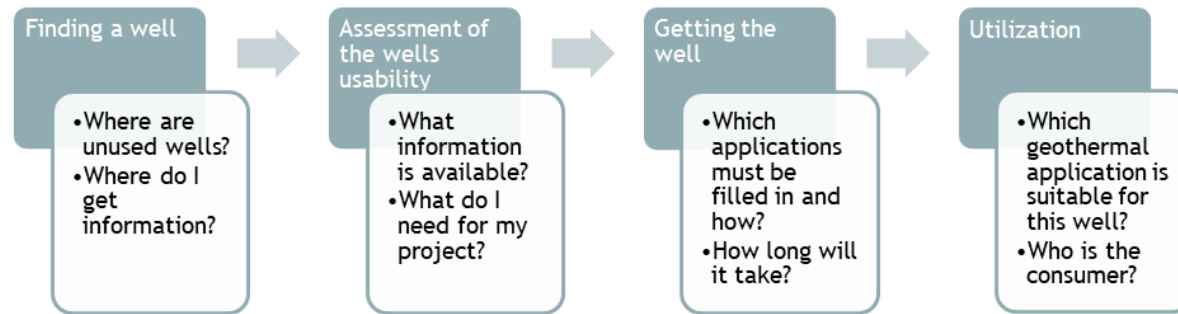 Finding a well
•Where are
unused wells?
•Where do I
get
information?
Assessment of
the wells
usability
•What
information
is available?
•What do I
need for my
project?
Getting the
well
•Which
applications
must be
filled in and
how?
•How long will
it take?
Utilization
•Which
geothermal
application is
suitable for
this well?
•Who is the
consumer?